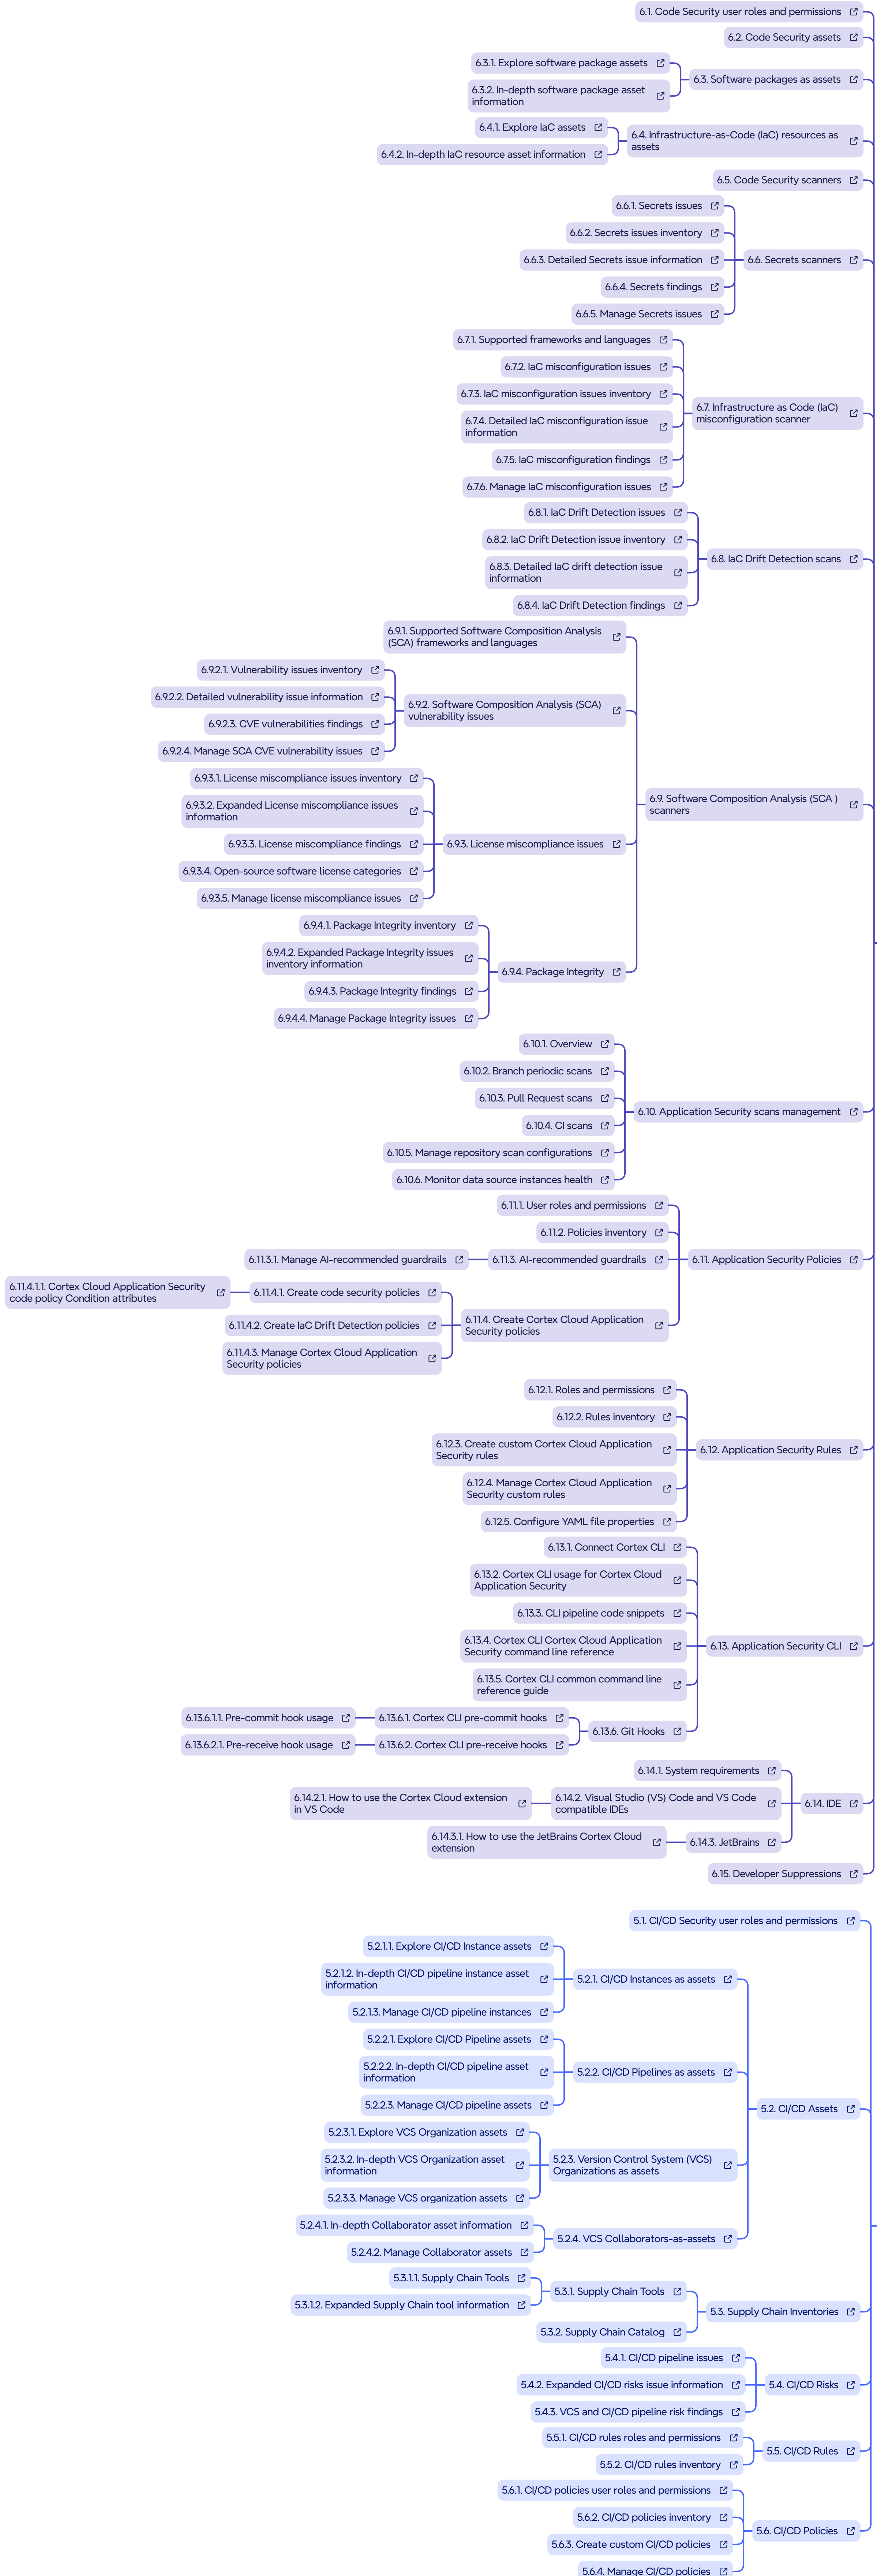 6.1. Code Security user roles and permissions
6.2. Code Security assets
6.3.1. Explore software package assets
6.3.2. In-depth software package asset
information
6.3. Software packages as assets
6.4.1. Explore IaC assets
6.4.2. In-depth IaC resource asset information
6.4. Infrastructure-as-Code (IaC) resources as
assets
6.5. Code Security scanners
6.6.1. Secrets issues
6.6.2. Secrets issues inventory
6.6.3. Detailed Secrets issue information
6.6.4. Secrets findings
6.6.5. Manage Secrets issues
6.6. Secrets scanners
6.7.1. Supported frameworks and languages
6.7.2. IaC misconfiguration issues
6.7.3. IaC misconfiguration issues inventory
6.7.4. Detailed IaC misconfiguration issue
information
6.7.5. IaC misconfiguration findings
6.7.6. Manage IaC misconfiguration issues
6.7. Infrastructure as Code (IaC)
misconfiguration scanner
6.8.1. IaC Drift Detection issues
6.8.2. IaC Drift Detection issue inventory
6.8.3. Detailed IaC drift detection issue
information
6.8.4. IaC Drift Detection findings
6.8. IaC Drift Detection scans
6.9.1. Supported Software Composition Analysis
(SCA) frameworks and languages
6.9.2.1. Vulnerability issues inventory
6.9.2.2. Detailed vulnerability issue information
6.9.2.3. CVE vulnerabilities findings
6.9.2.4. Manage SCA CVE vulnerability issues
6.9.2. Software Composition Analysis (SCA)
vulnerability issues
6.9.3.1. License miscompliance issues inventory
6.9.3.2. Expanded License miscompliance issues
information
6.9.3.3. License miscompliance findings
6.9.3.4. Open-source software license categories
6.9.3.5. Manage license miscompliance issues
6.9.3. License miscompliance issues
6.9. Software Composition Analysis (SCA )
scanners
6.9.4.1. Package Integrity inventory
6.9.4.2. Expanded Package Integrity issues
inventory information
6.9.4.3. Package Integrity findings
6.9.4.4. Manage Package Integrity issues
6.9.4. Package Integrity
6.10.1. Overview
6.10.2. Branch periodic scans
6.10.3. Pull Request scans
6.10.4. CI scans
6.10.5. Manage repository scan configurations
6.10.6. Monitor data source instances health
6.10. Application Security scans management
6.11.1. User roles and permissions
6.11.2. Policies inventory
6.11.3.1. Manage AI-recommended guardrails
6.11.3. AI-recommended guardrails
6.11. Application Security Policies
6.11.4.1.1. Cortex Cloud Application Security
code policy Condition attributes
6.11.4.1. Create code security policies
6.11.4.2. Create IaC Drift Detection policies
6.11.4.3. Manage Cortex Cloud Application
Security policies
6.11.4. Create Cortex Cloud Application
Security policies
6.12.1. Roles and permissions
6.12.2. Rules inventory
6.12.3. Create custom Cortex Cloud Application
Security rules
6.12.4. Manage Cortex Cloud Application
Security custom rules
6.12.5. Configure YAML file properties
6.12. Application Security Rules
6.13.1. Connect Cortex CLI
6.13.2. Cortex CLI usage for Cortex Cloud
Application Security
6.13.3. CLI pipeline code snippets
6.13.4. Cortex CLI Cortex Cloud Application
Security command line reference
6.13.5. Cortex CLI common command line
reference guide
6.13. Application Security CLI
6.13.6.1.1. Pre-commit hook usage
6.13.6.1. Cortex CLI pre-commit hooks
6.13.6.2.1. Pre-receive hook usage
6.13.6.2. Cortex CLI pre-receive hooks
6.13.6. Git Hooks
6.14.1. System requirements
6.14.2.1. How to use the Cortex Cloud extension
in VS Code
6.14.2. Visual Studio (VS) Code and VS Code
compatible IDEs
6.14. IDE
6.14.3.1. How to use the JetBrains Cortex Cloud
extension
6.14.3. JetBrains
6.15. Developer Suppressions
5.1. CI/CD Security user roles and permissions
5.2.1.1. Explore CI/CD Instance assets
5.2.1.2. In-depth CI/CD pipeline instance asset
information
5.2.1.3. Manage CI/CD pipeline instances
5.2.1. CI/CD Instances as assets
5.2.2.1. Explore CI/CD Pipeline assets
5.2.2.2. In-depth CI/CD pipeline asset
information
5.2.2.3. Manage CI/CD pipeline assets
5.2.2. CI/CD Pipelines as assets
5.2. CI/CD Assets
5.2.3.1. Explore VCS Organization assets
5.2.3.2. In-depth VCS Organization asset
information
5.2.3.3. Manage VCS organization assets
5.2.3. Version Control System (VCS)
Organizations as assets
5.2.4.1. In-depth Collaborator asset information
5.2.4.2. Manage Collaborator assets
5.2.4. VCS Collaborators-as-assets
5.3.1.1. Supply Chain Tools
5.3.1.2. Expanded Supply Chain tool information
5.3.1. Supply Chain Tools
5.3.2. Supply Chain Catalog
5.3. Supply Chain Inventories
5.4.1. CI/CD pipeline issues
5.4.2. Expanded CI/CD risks issue information
5.4.3. VCS and CI/CD pipeline risk findings
5.4. CI/CD Risks
5.5.1. CI/CD rules roles and permissions
5.5.2. CI/CD rules inventory
5.5. CI/CD Rules
5.6.1. CI/CD policies user roles and permissions
5.6.2. CI/CD policies inventory
5.6.3. Create custom CI/CD policies
5.6.4. Manage CI/CD policies
5.6. CI/CD Policies